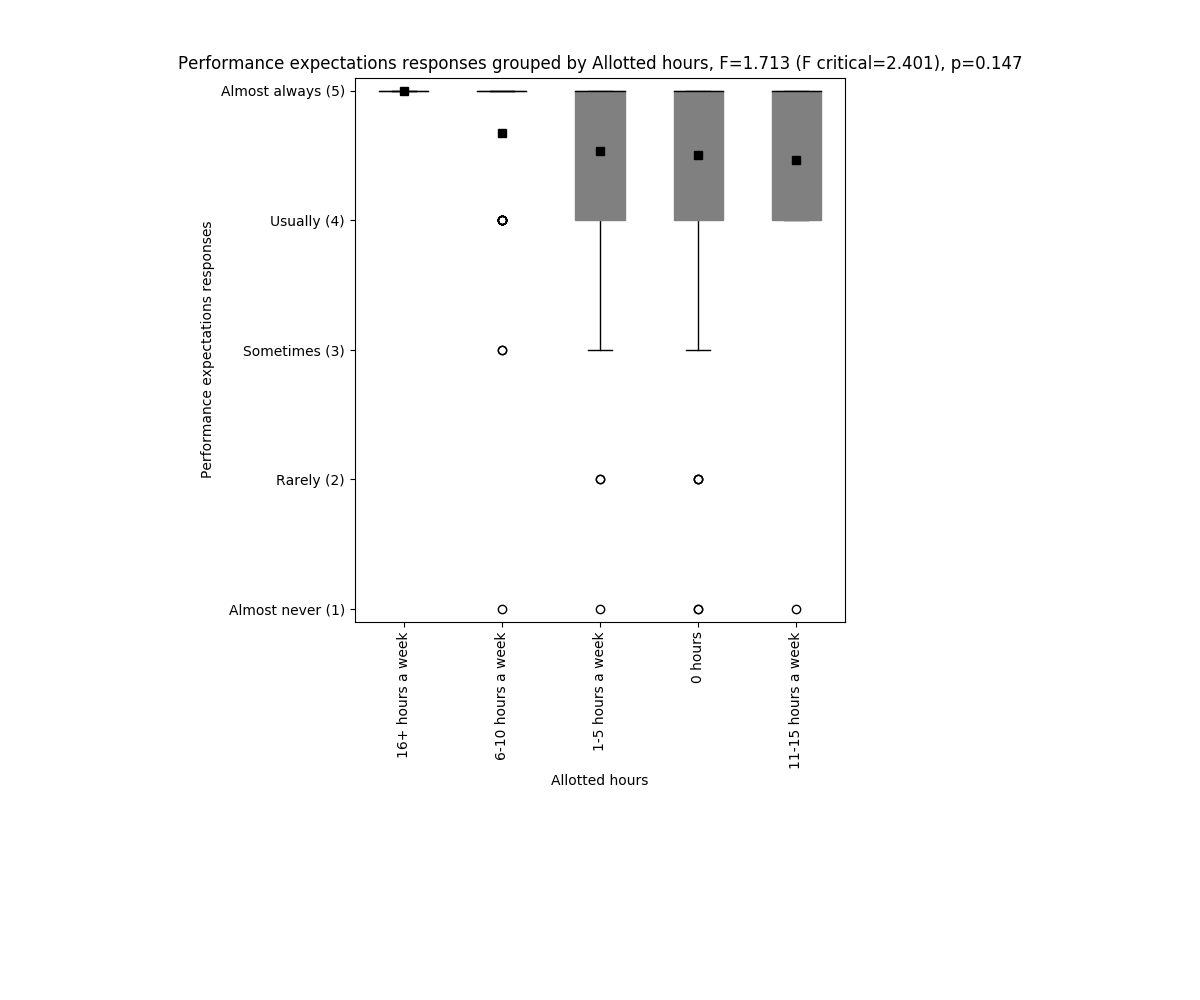 Performance expectations responses grouped by Allotted hours, F=1.713 (F critical=2.401), p=0.147
Almost always (5)
Usually (4)
Sometimes (3)
Rarely (2)
Almost never (1)
Performance expectations responses
16+ hours a week
6-10 hours a week
1-5 hours a week
0 hours
11-15 hours a week
Allotted hours